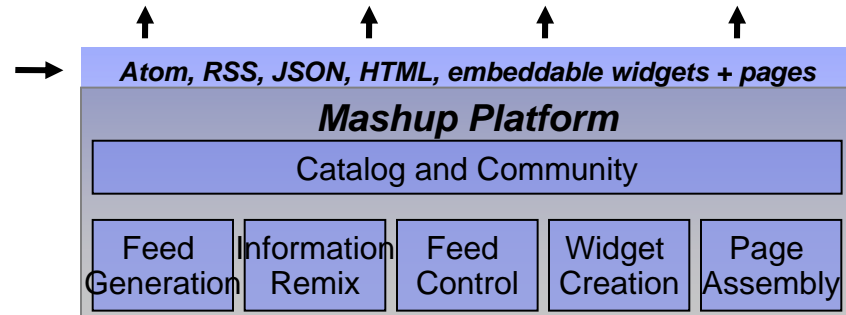 Atom, RSS, JSON, HTML, embeddable widgets + pages
Mashup Platform
Catalog and Community
Feed
Generation
Information
Remix
Feed
Control
Widget
Creation
Page
Assembly